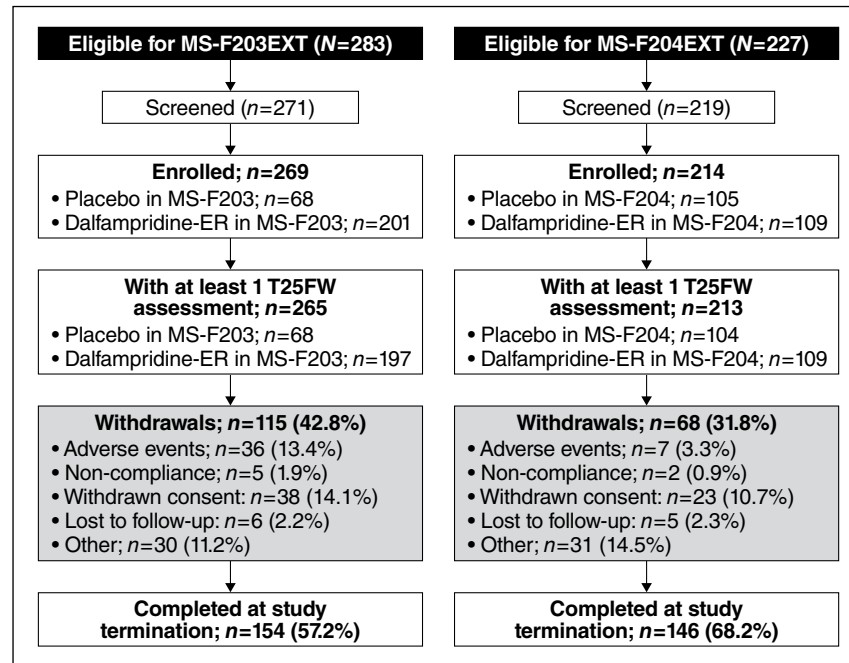 Eligible for MS-F203EXT (N=283)
Screened (n=271)
Enrolled; n=269
• Placebo in MS-F203; n=68
• Dalfampridine-ER in MS-F203; n=201
With at least 1 T25FW
assessment; n=265
• Placebo in MS-F203; n=68
• Dalfampridine-ER in MS-F203; n=197
Withdrawals; n=115 (42.8%)
• Adverse events; n=36 (13.4%)
• Non-compliance; n=5 (1.9%)
• Withdrawn consent: n=38 (14.1%)
• Lost to follow-up: n=6 (2.2%)
• Other; n=30 (11.2%)
Completed at study
termination; n=154 (57.2%)
Eligible for MS-F204EXT (N=227)
Screened (n=219)
Enrolled; n=214
• Placebo in MS-F204; n=105
• Dalfampridine-ER in MS-F204; n=109
With at least 1 T25FW
assessment; n=213
• Placebo in MS-F204; n=104
• Dalfampridine-ER in MS-F204; n=109
Withdrawals; n=68 (31.8%)
• Adverse events; n=7 (3.3%)
• Non-compliance; n=2 (0.9%)
• Withdrawn consent: n=23 (10.7%)
• Lost to follow-up: n=5 (2.3%)
• Other; n=31 (14.5%)
Completed at study
termination; n=146 (68.2%)